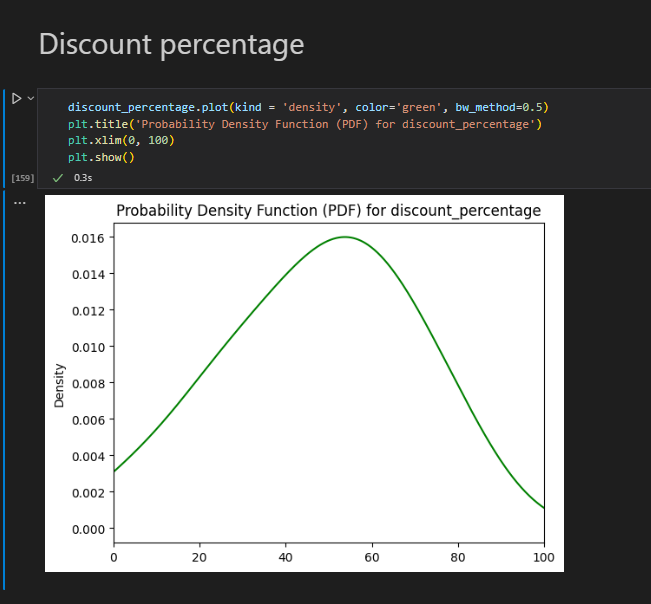 Discount percentage
discount_percentage.plot(kind = 'density', color='green', bw_method=0.5)
plt.title('Probability Density Function (PDF) for discount_percentage')
plt.xlim(0, 100)
plt.show()
[159]
0.3s
...
Probability Density Function (PDF) for discount_percentage
0.016
0.014
0.012
0.010
0.008
0.006
0.004
0.002
0.000
Density
0 20 40 60 80 100